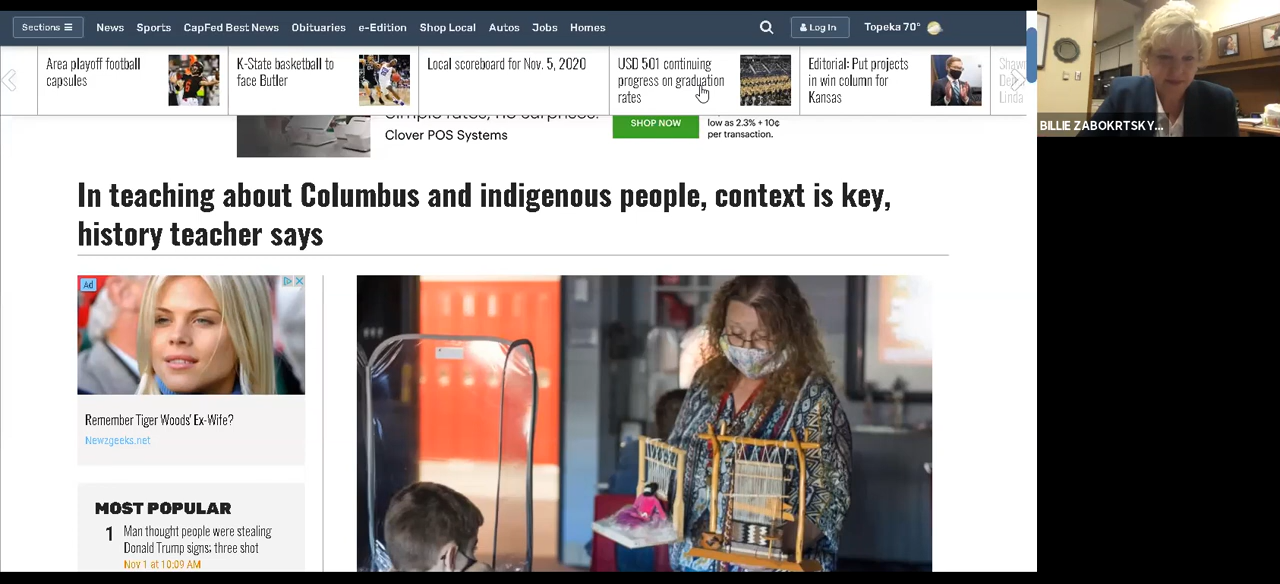 Sections
News
Sports
CapFed Best News
Obituaries
e-Edition
Shop Local
Autos
Jobs
Homes
Log In
Topeka 70°
Area playoff football
capsules
K-State basketball to
face Butler
Local scoreboard for Nov. 5, 2020
USD 501 continuing
progress on graduation
rates
Editorial: Put projects
in win column for
Kansas
Shaw
De
Linda
BILLIE ZABOKRTSKY...
Clover POS Systems
SHOP NOW
low as 2.3% + 10¢
per transaction.
In teaching about Columbus and indigenous people, context is key,
history teacher says
Ad
Remember Tiger Woods' Ex-Wife?
Newzgeeks.net
MOST POPULAR
1 Man thought people were stealing
Donald Trump signs; three shot
Nov 1 at 10:09 AM